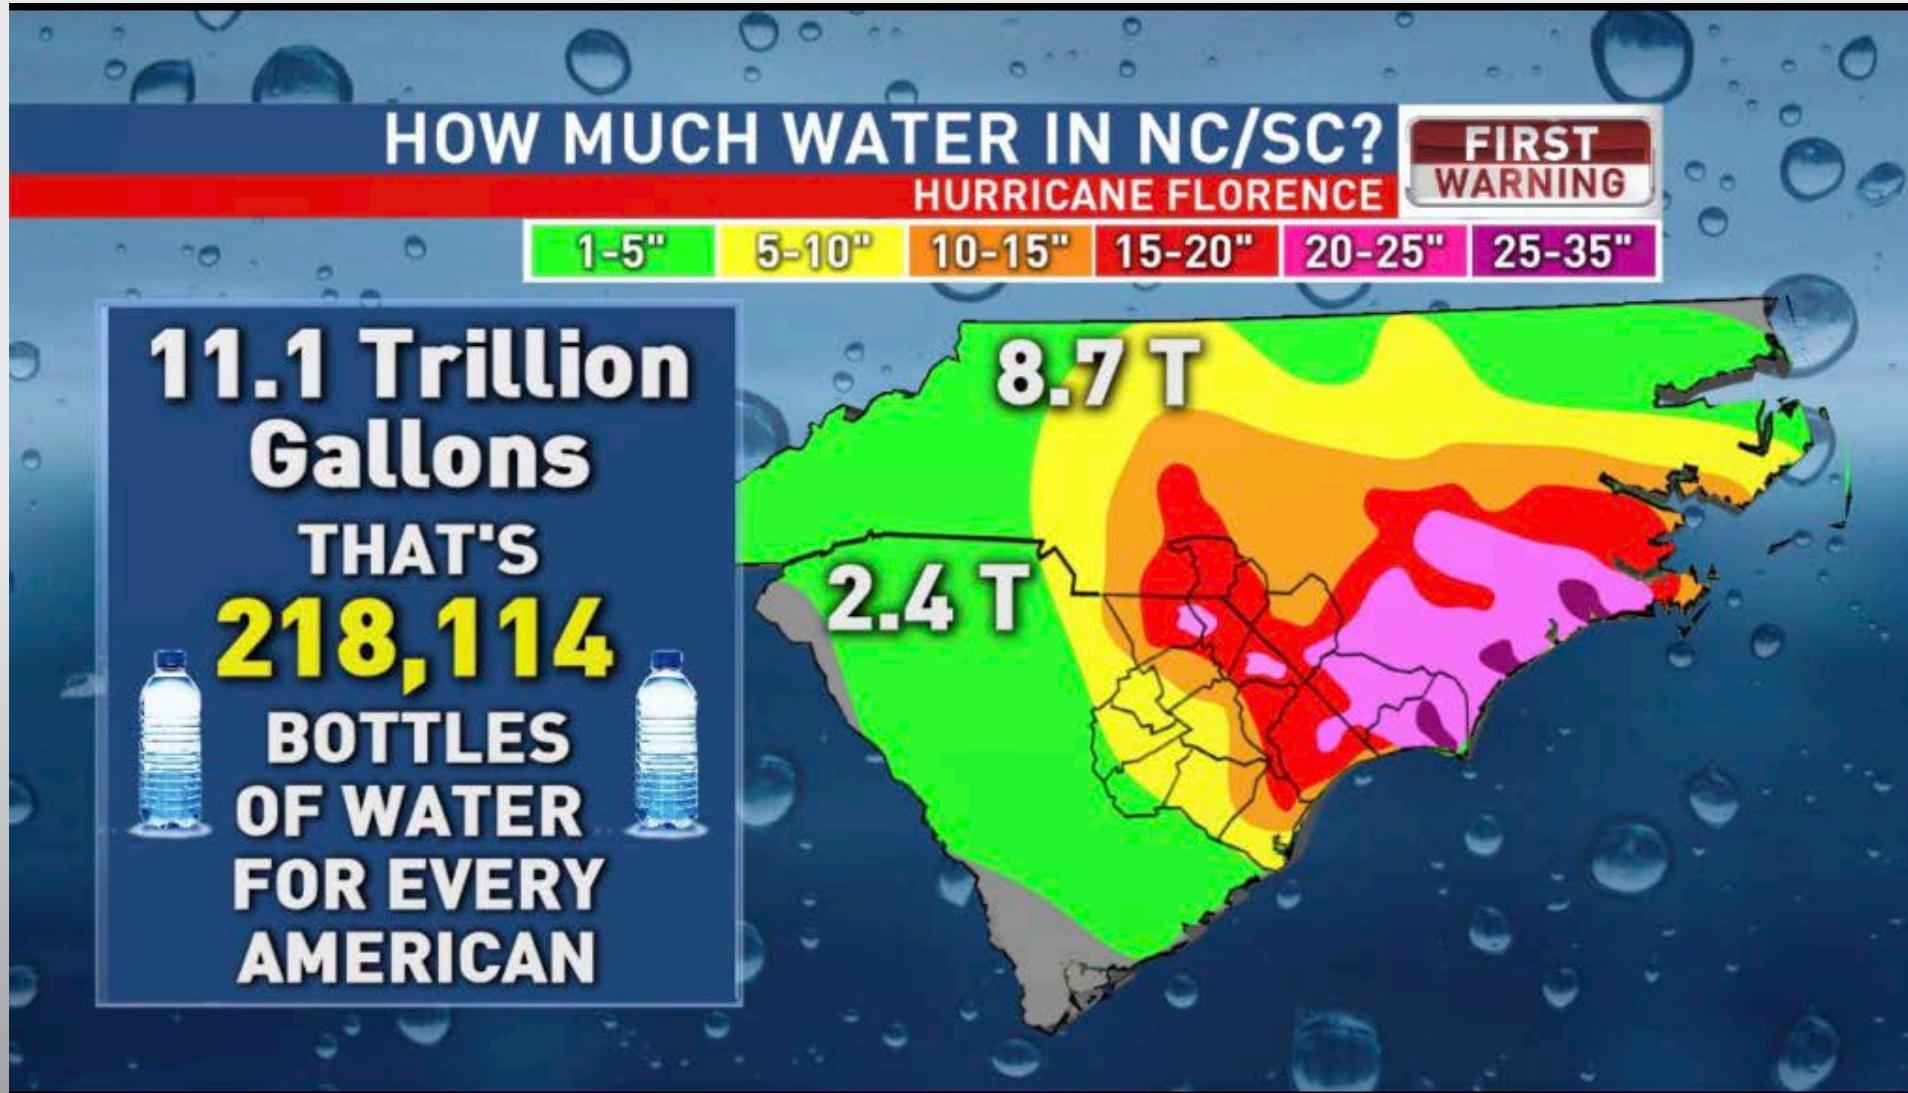 HOW MUCH WATER IN NC/SC?
HURRICANE FLORENCE
FIRST
WARNING
1-5" 5-10" 10-15" 15-20" 20-25" 25-35"
11.1 Trillion
Gallons
THAT'S
218,114
BOTTLES
OF WATER
FOR EVERY
AMERICAN
8.7 T
2.4 T